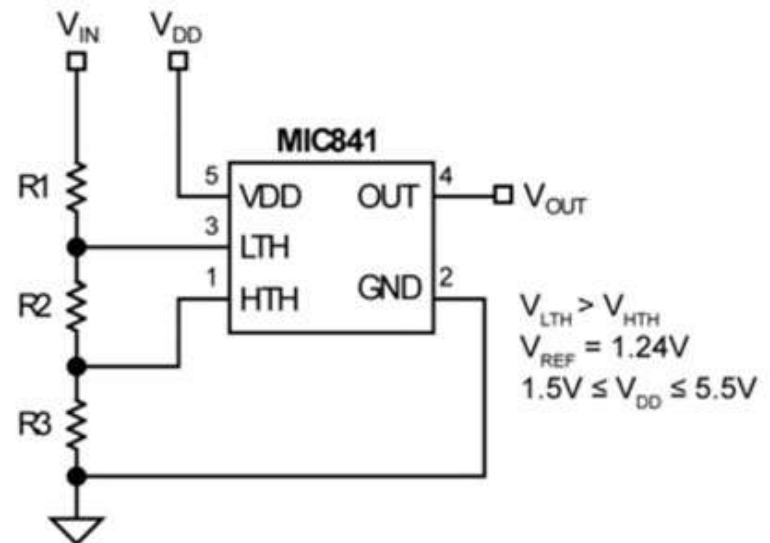 VIN
VDD
MIC841
R1
R2
R3
5
3
1
4
2
VDD
LTH
HTH
OUT
GND
VOUT
VLTH > VHTH
VREF = 1.24V
1.5V ≤ VDD ≤ 5.5V